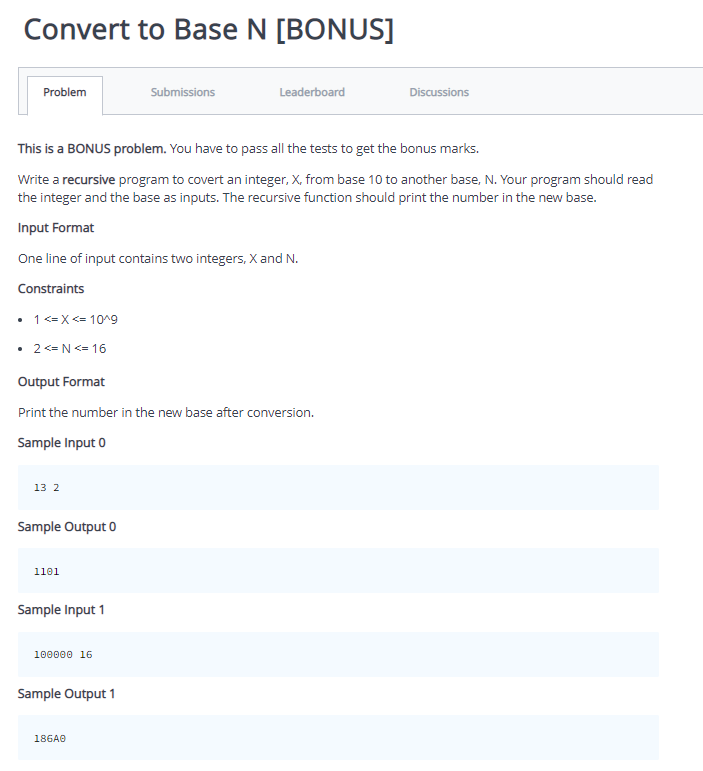 Convert to Base N [BONUS]
Problem
Submissions
Leaderboard
Discussions
This is a BONUS problem. You have to pass all the tests to get the bonus marks.
Write a recursive program to covert an integer, X, from base 10 to another base, N. Your program should read
the integer and the base as inputs. The recursive function should print the number in the new base.
Input Format
One line of input contains two integers, X and N.
Constraints
• 1 <= X <= 10^9
• 2 <= N <= 16
Output Format
Print the number in the new base after conversion.
Sample Input 0
13 2
Sample Output 0
1101
Sample Input 1
100000 16
Sample Output 1
186A0